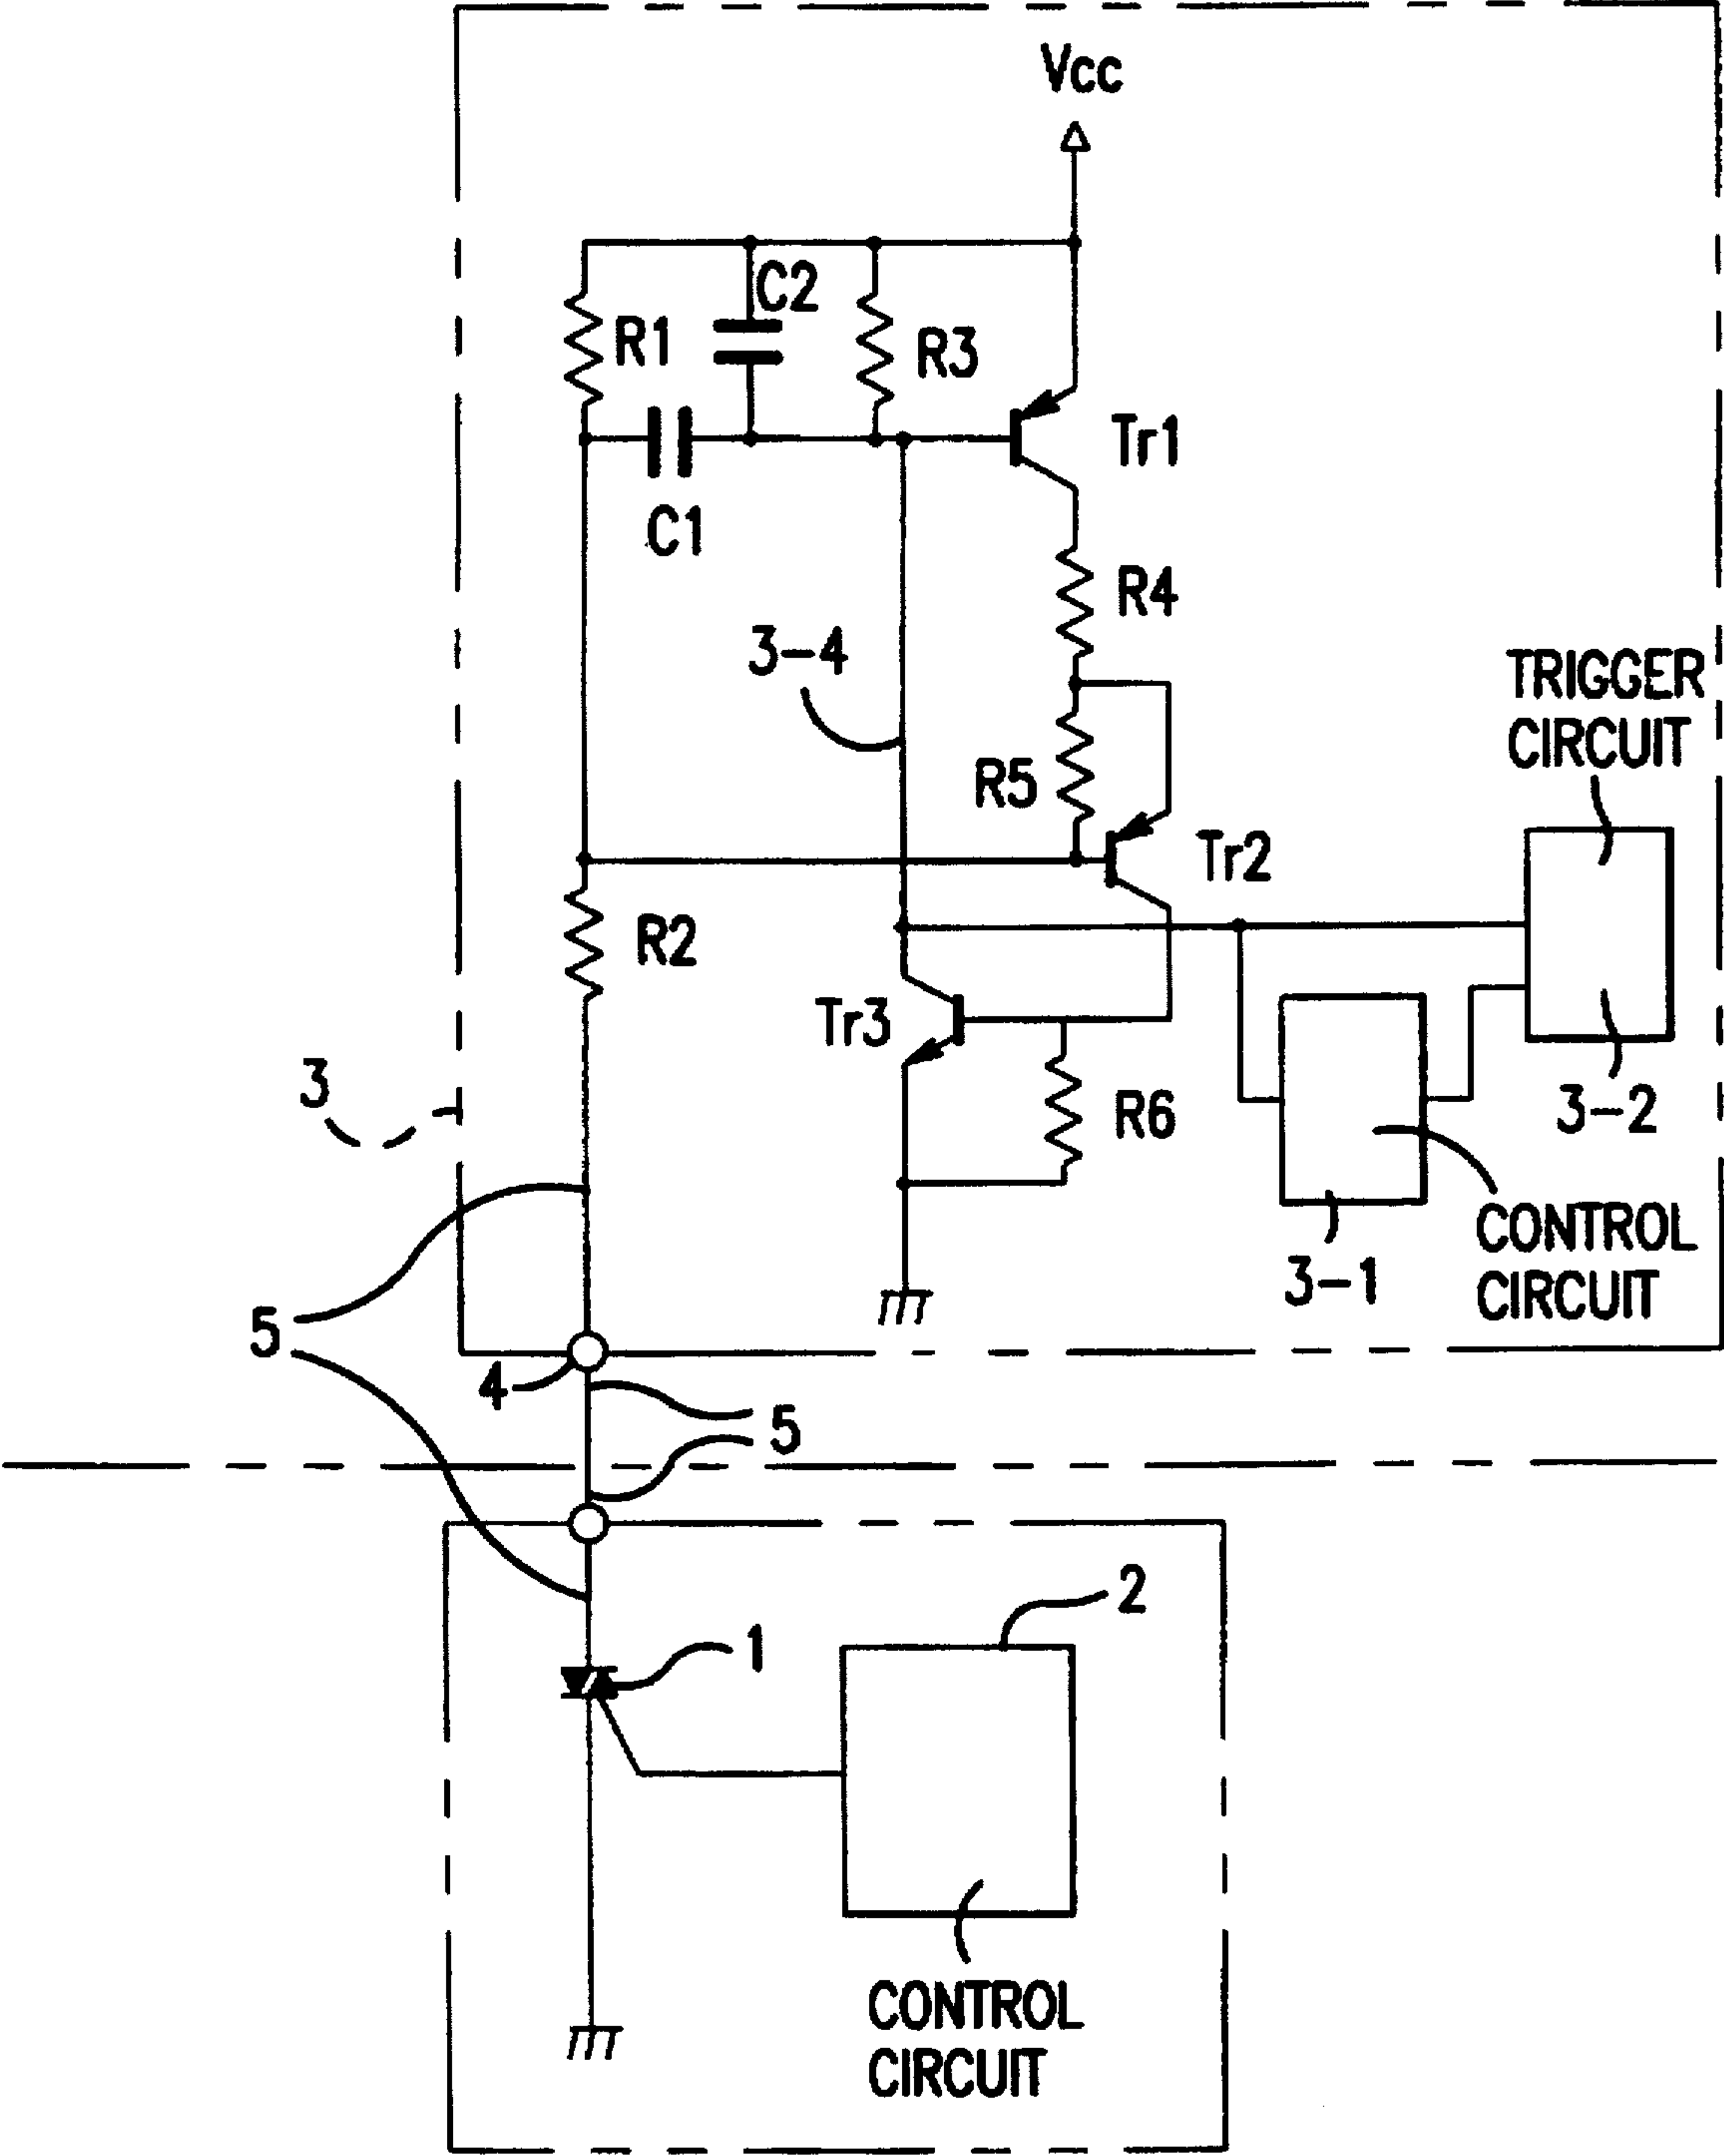 Vcc
C2
R1
R3
Tr1
C1
R4
3-4
TRIGGER
CIRCUIT
R5
Tr2
R2
Tr3
3
R6
3-2
CONTROL
CIRCUIT
3-1
5
4
5
2
1
CONTROL
CIRCUIT